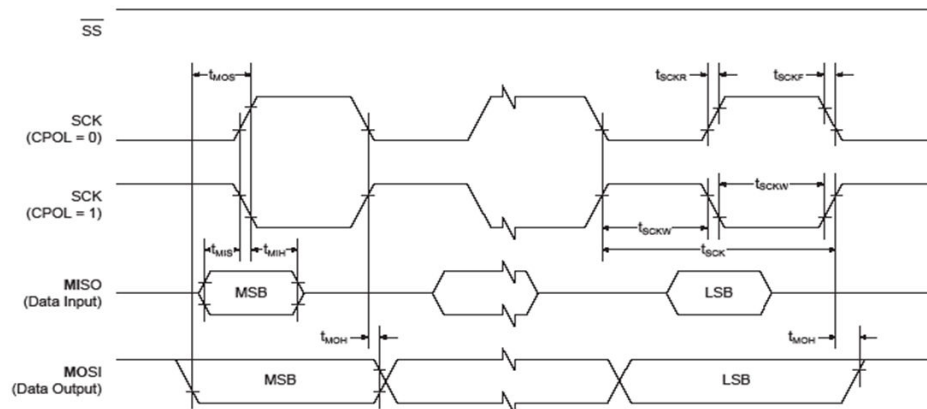 SS
tMOS
tSCKR
tSCKF
SCK
(CPOL = 0)
SCK
(CPOL = 1)
tSCKW
tSCKW
tSCK
tMIS
tMIH
MISO
(Data Input)
MSB
LSB
tMOH
tMOH
MOSI
(Data Output)
MSB
LSB